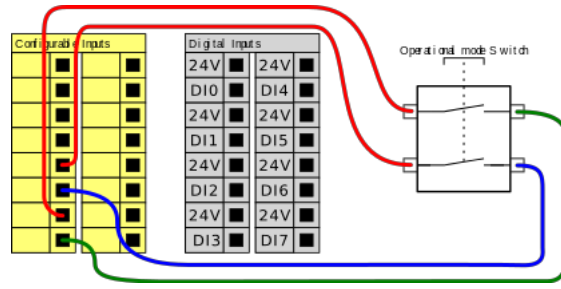 Configurable Inputs
Digital Inputs
Operational mode Switch
24V 24V
DI0 DI4
24V 24V
DI1 DI5
24V 24V
DI2 DI6
24V 24V
DI3 DI7